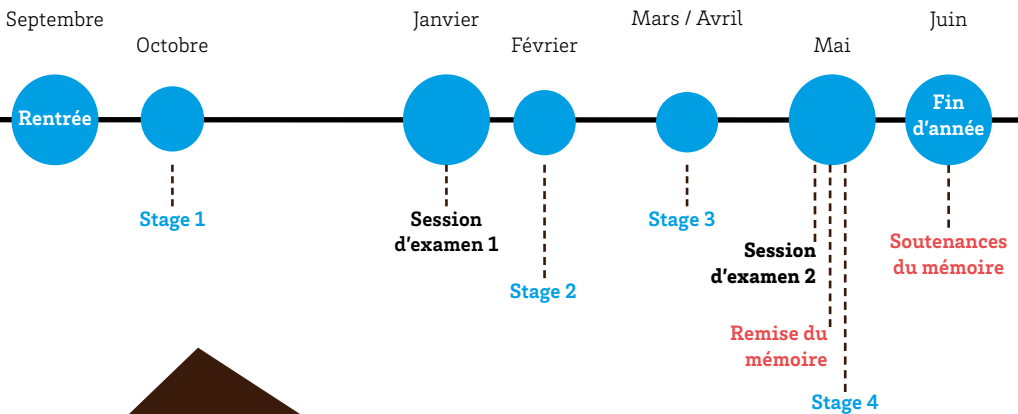 Septembre
Octobre
Janvier
Février
Mars / Avril
Mai
Juin
Rentrée
Fin
d'année
Stage 1
Session
d'examen 1
Stage 2
Stage 3
Session
d'examen 2
Remise du
mémoire
Stage 4
Soutenances
du mémoire